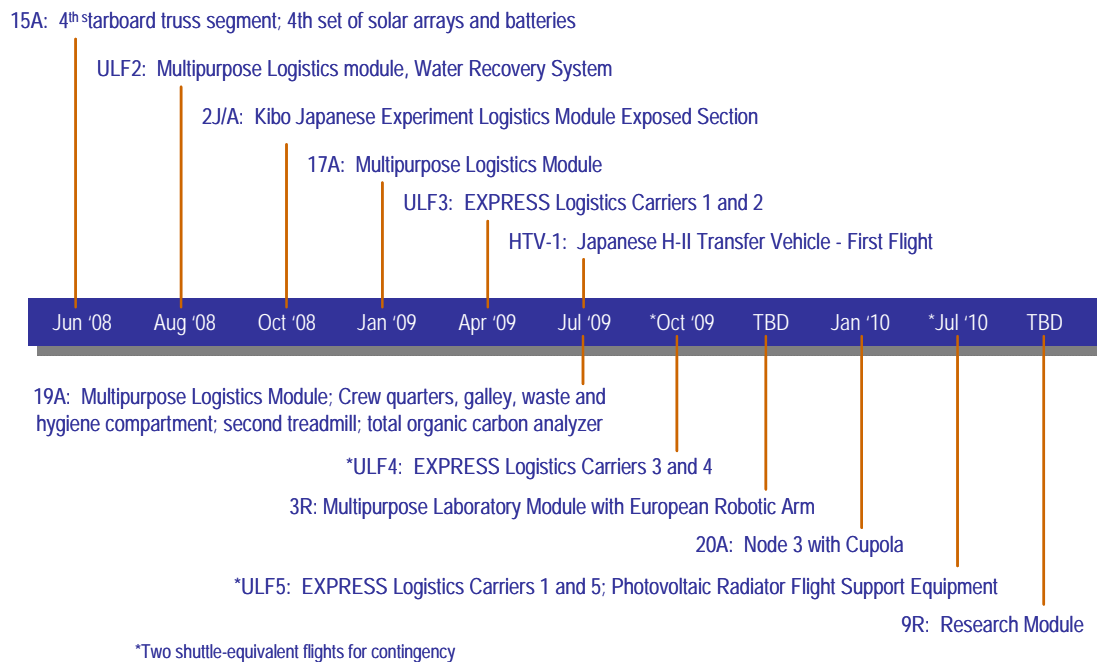 15A: 4th starboard truss segment; 4th set of solar arrays and batteries
ULF2: Multipurpose Logistics module, Water Recovery System
2J/A: Kibo Japanese Experiment Logistics Module Exposed Section
17A: Multipurpose Logistics Module
ULF3: EXPRESS Logistics Carriers 1 and 2
HTV-1: Japanese H-II Transfer Vehicle - First Flight
Jun ‘08 Aug ‘08 Oct ‘08 Jan ‘09 Apr ‘09 Jul ‘09 *Oct ‘09 TBD Jan ‘10 *Jul ‘10 TBD
19A: Multipurpose Logistics Module; Crew quarters, galley, waste and
hygiene compartment; second treadmill; total organic carbon analyzer
*ULF4: EXPRESS Logistics Carriers 3 and 4
3R: Multipurpose Laboratory Module with European Robotic Arm
20A: Node 3 with Cupola
*ULF5: EXPRESS Logistics Carriers 1 and 5; Photovoltaic Radiator Flight Support Equipment
9R: Research Module
*Two shuttle-equivalent flights for contingency